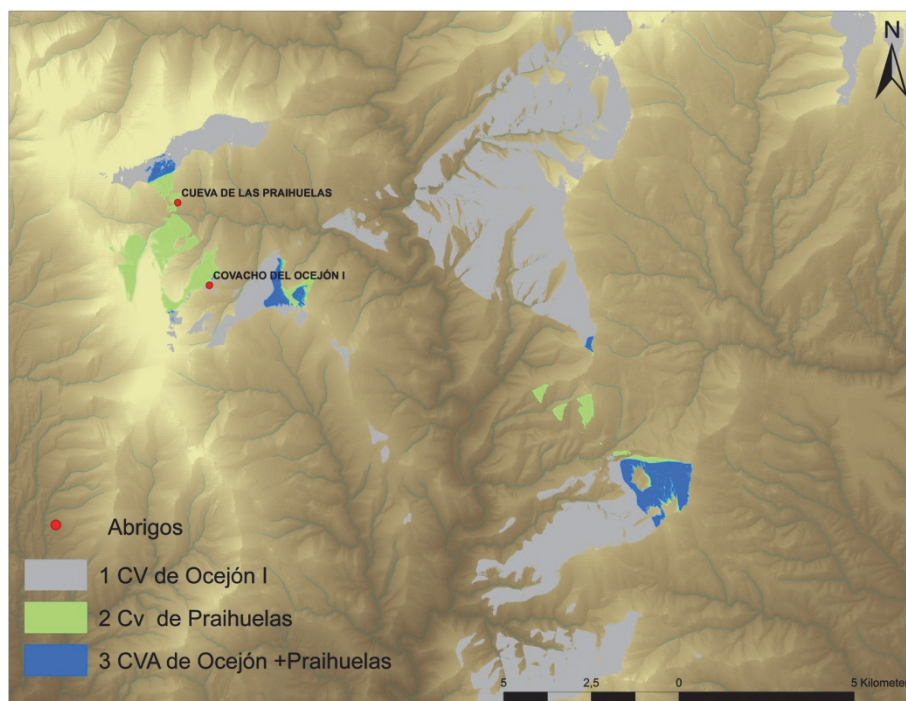 N
CUEVA DE LAS PRAIHUELAS
COVACHO DEL OCEJÓN I
Abrigos
1 CV de Ocejón I
2 Cv de Praihuelas
3 CVA de Ocejón +Praihuelas
5 2,5 0 5 Kilometer